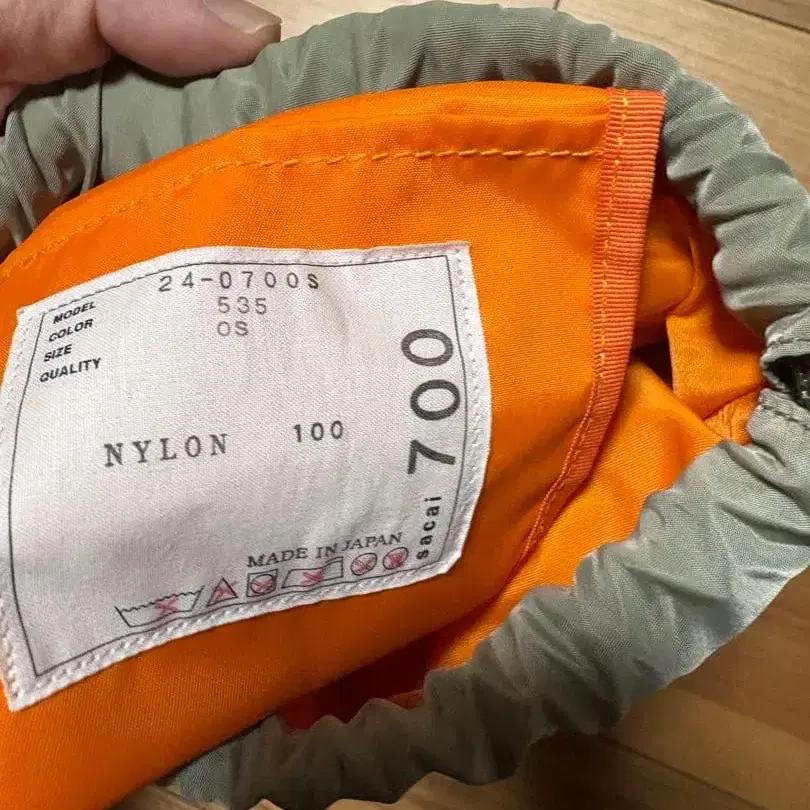 MODEL 24-0700S
COLOR 535
SIZE OS
QUALITY
NYLON 100
MADE IN JAPAN
sacai 700